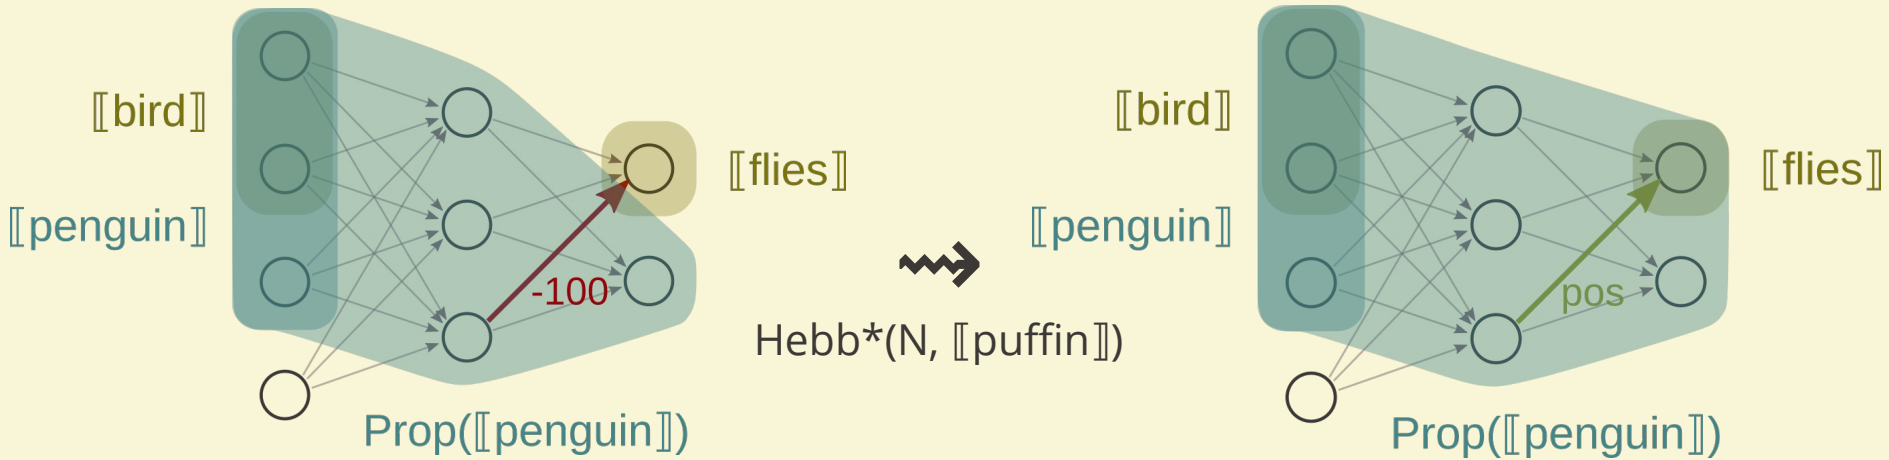 ⟦bird⟧
⟦flies⟧
⟦penguin⟧
-100
Prop(⟦penguin⟧)
Hebb*(N, ⟦puffin⟧)
⟦bird⟧
⟦flies⟧
⟦penguin⟧
pos
Prop(⟦penguin⟧)